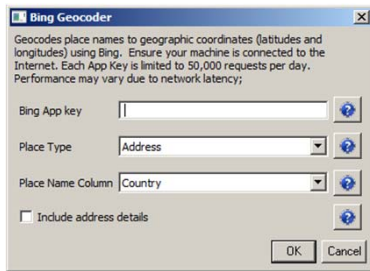 Bing Geocoder
Geocodes place names to geographic coordinates (latitudes and
longitudes) using Bing. Ensure your machine is connected to the
Internet. Each App Key is limited to 50,000 requests per day.
Performance may vary due to network latency;
Bing App key
Place Type Address
Place Name Column Country
Include address details
OK Cancel